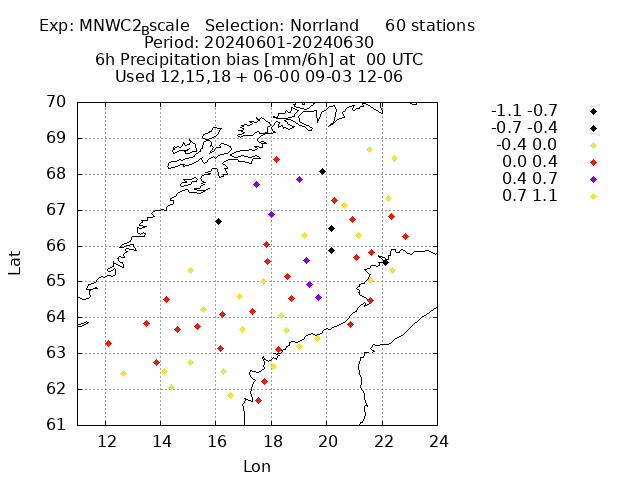 Exp: MNWC2Bscale   Selection: Norrland     60 stations
Period: 20240601-20240630
6h Precipitation bias [mm/6h] at  00 UTC
Used 12,15,18 + 06-00 09-03 12-06
-1.1 -0.7
-0.7 -0.4
-0.4 0.0
0.0 0.4
0.4 0.7
0.7 1.1
70
69
68
67
66
65
64
63
62
61
Lat
12 14 16 18 20 22 24
Lon